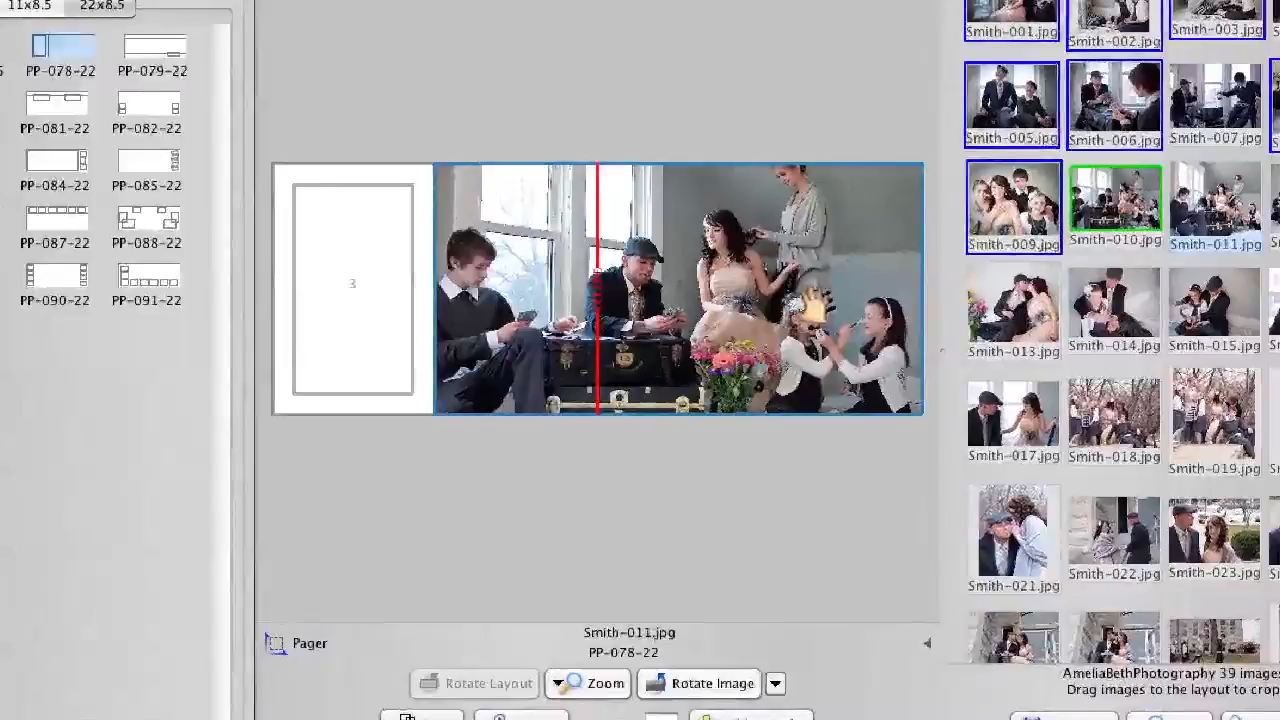 11x8.5 22x8.5
PP-078-22 PP-079-22
PP-081-22 PP-082-22
PP-084-22 PP-085-22
PP-087-22 PP-088-22
PP-090-22 PP-091-22
3
Smith-001.jpg Smith-002.jpg Smith-003.jpg
Smith-005.jpg Smith-006.jpg Smith-007.jpg
Smith-009.jpg Smith-010.jpg Smith-011.jpg
Smith-013.jpg Smith-014.jpg Smith-015.jpg
Smith-017.jpg Smith-018.jpg Smith-019.jpg
Smith-021.jpg Smith-022.jpg Smith-023.jpg
Pager
Smith-011.jpg
PP-078-22
Rotate Layout Zoom Rotate Image
AmeliaBethPhotography 39 images
Drag images to the layout to crop